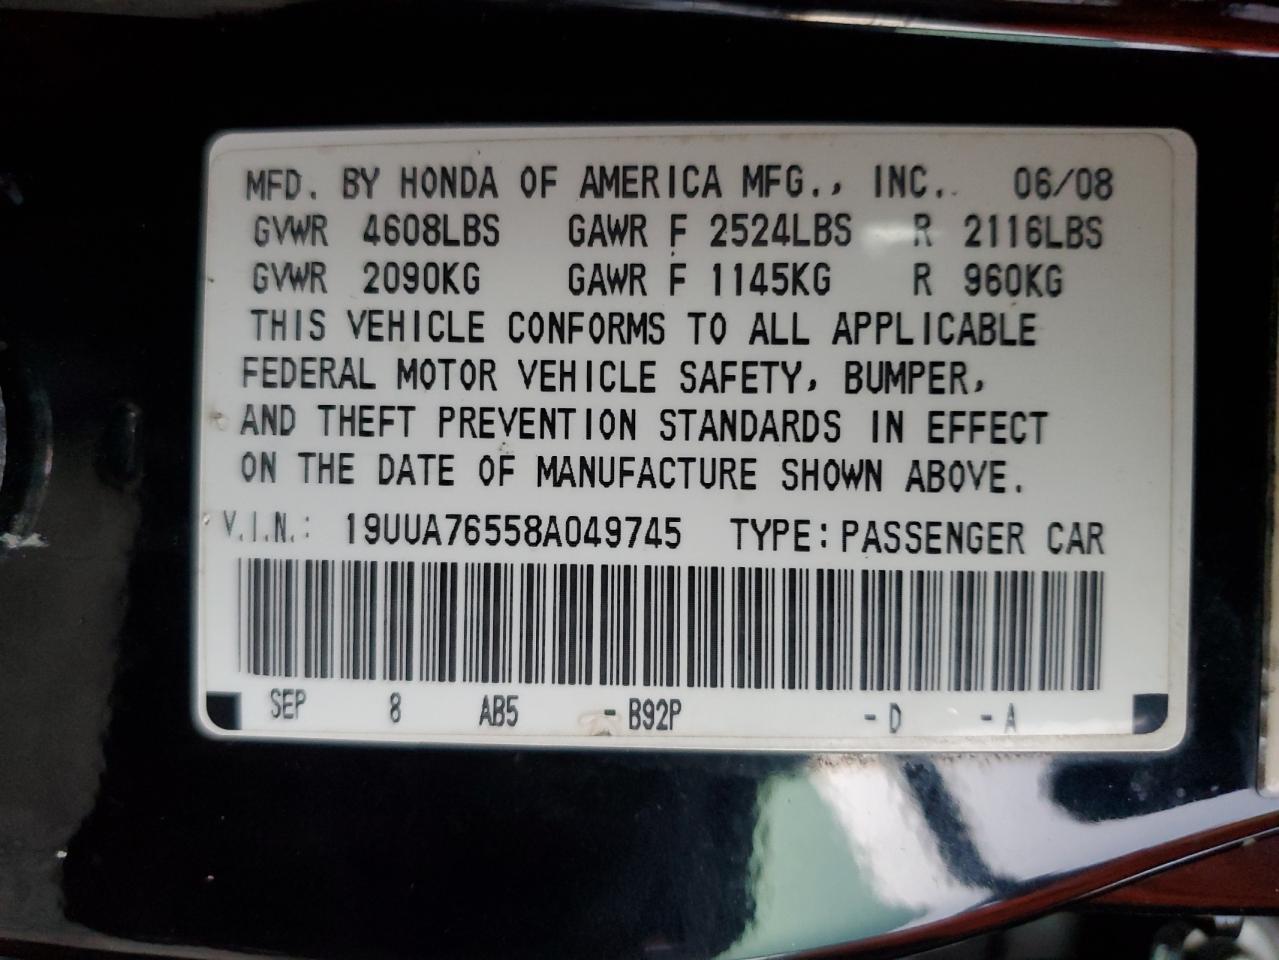 MFD. BY HONDA OF AMERICA MFG., INC. 06/08
GVWR 4608LBS GAWR F 2524LBS R 2116LBS
GVWR 2090KG GAWR F 1145KG R 960KG
THIS VEHICLE CONFORMS TO ALL APPLICABLE
FEDERAL MOTOR VEHICLE SAFETY, BUMPER,
AND THEFT PREVENTION STANDARDS IN EFFECT
ON THE DATE OF MANUFACTURE SHOWN ABOVE.
V.I.N.: 19UUA76558A049745 TYPE: PASSENGER CAR
SEP 8 AB5 - B92P - D - A